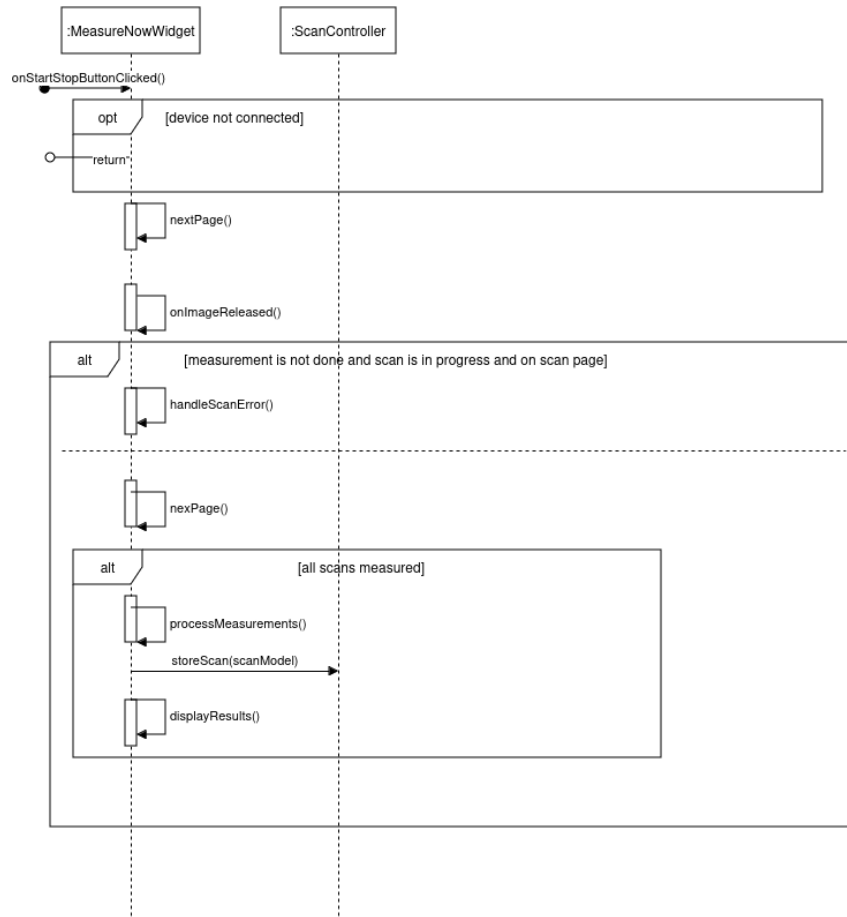 :MeasureNowWidget
:ScanController
onStartStopButtonClicked()
opt
[device not connected]
return"
nextPage()
onImageReleased()
alt
[measurement is not done and scan is in progress and on scan page]
handleScanError()
nexPage()
alt
[all scans measured]
processMeasurements()
storeScan(scanModel)
displayResults()